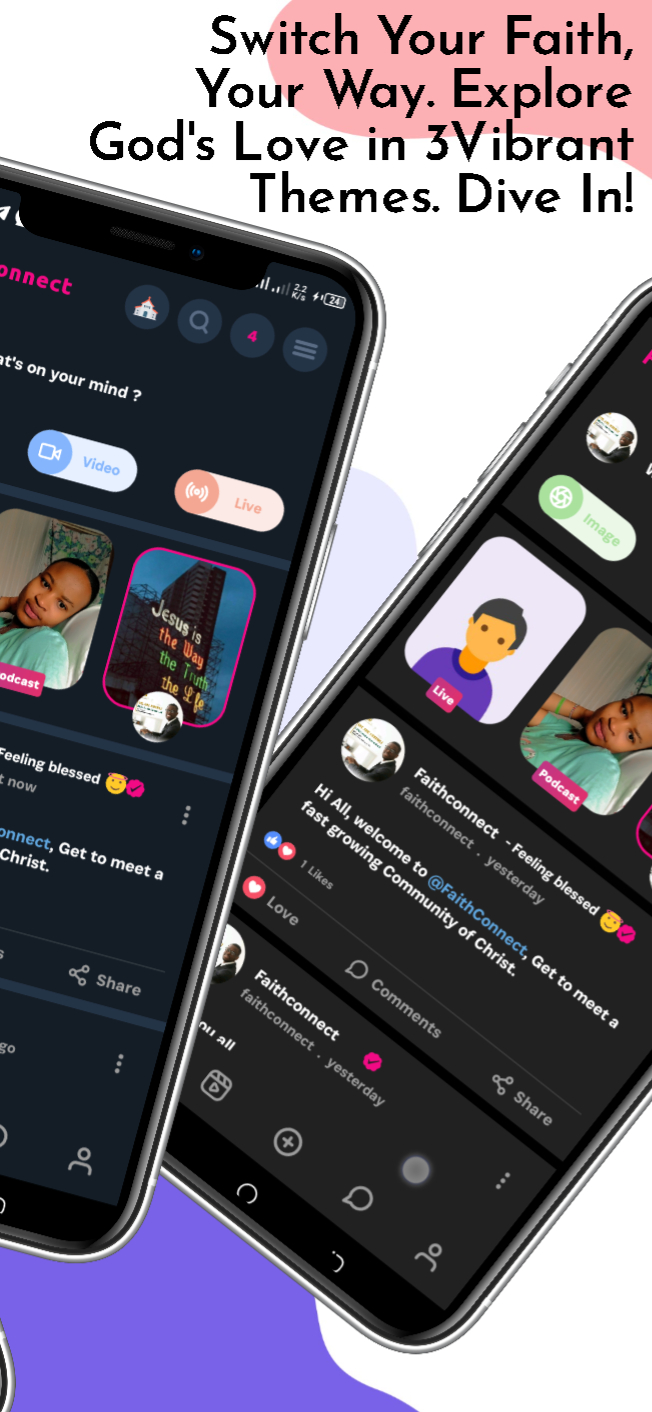 Switch Your Faith,
Your Way. Explore
God's Love in 3Vibrant
Themes. Dive In!
onnect
2.2
K/s
24
4
at's on your mind ?
Video
Live
Jesus is
the Way
the Truth
the Life
odcast
Feeling blessed
t now
onnect, Get to meet a
Christ.
s
Share
go
Image
Live
Podcast
Faithconnect - Feeling blessed
faithconnect . yesterday
Hi All, welcome to @FaithConnect, Get to meet a
fast growing Community of Christ.
1 Likes
Love
Comments
Share
Faithconnect
faithconnect . yesterday
ou all